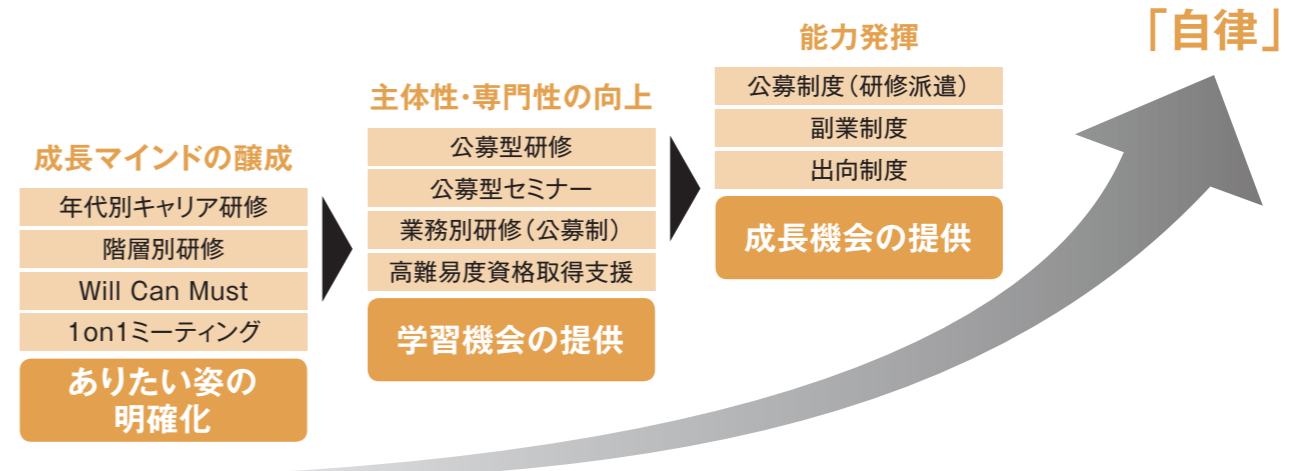 成長マインドの醸成
年代別キャリア研修
階層別研修
Will Can Must
1on1ミーティング
ありたい姿の
明確化
主体性・専門性の向上
公募型研修
公募型セミナー
業務別研修（公募制）
高難易度資格取得支援
学習機会の提供
能力発揮
公募制度（研修派遣）
副業制度
出向制度
成長機会の提供
「自律」